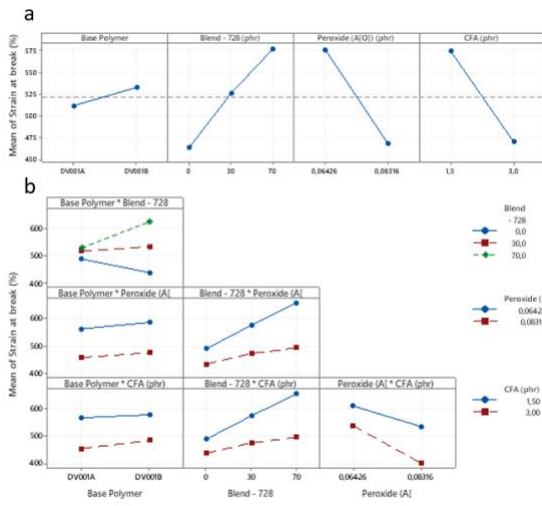 a
Base Polymer Blend - 728 (phr) Peroxide (A[O]) (phr) CFA (phr)
Mean of Strain at break (%)
575
550
525
500
475
450
DV001A DV001B 0 30 70 0,06426 0,08316 1,5 3,0
b
Base Polymer * Blend - 728
600
500
400
Base Polymer * Peroxide (A[ Blend - 728 * Peroxide (A[
600
500
400
Base Polymer * CFA (phr) Blend - 728 * CFA (phr) Peroxide (A[ * CFA (phr)
600
500
400
Mean of Strain at break (%)
DV001A DV001B 0 30 70 0,06426 0,08316
Base Polymer Blend - 728 Peroxide (A[
Blend
- 728
0,0
30,0
70,0
Peroxide (
0,0642
0,0831
CFA (phr)
1,50
3,00